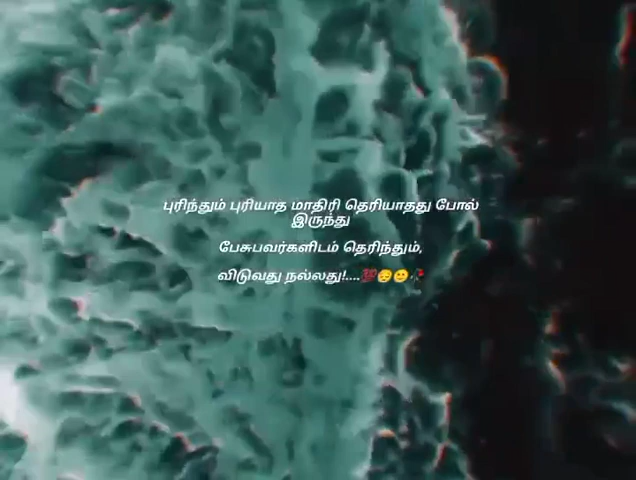 புரிந்தும் புரியாத மாதிரி தெரியாதது போல்
இருந்து
பேசுபவர்களிடம் தெரிந்தும்,
விடுவது நல்லது!....💯😔🥲🥀